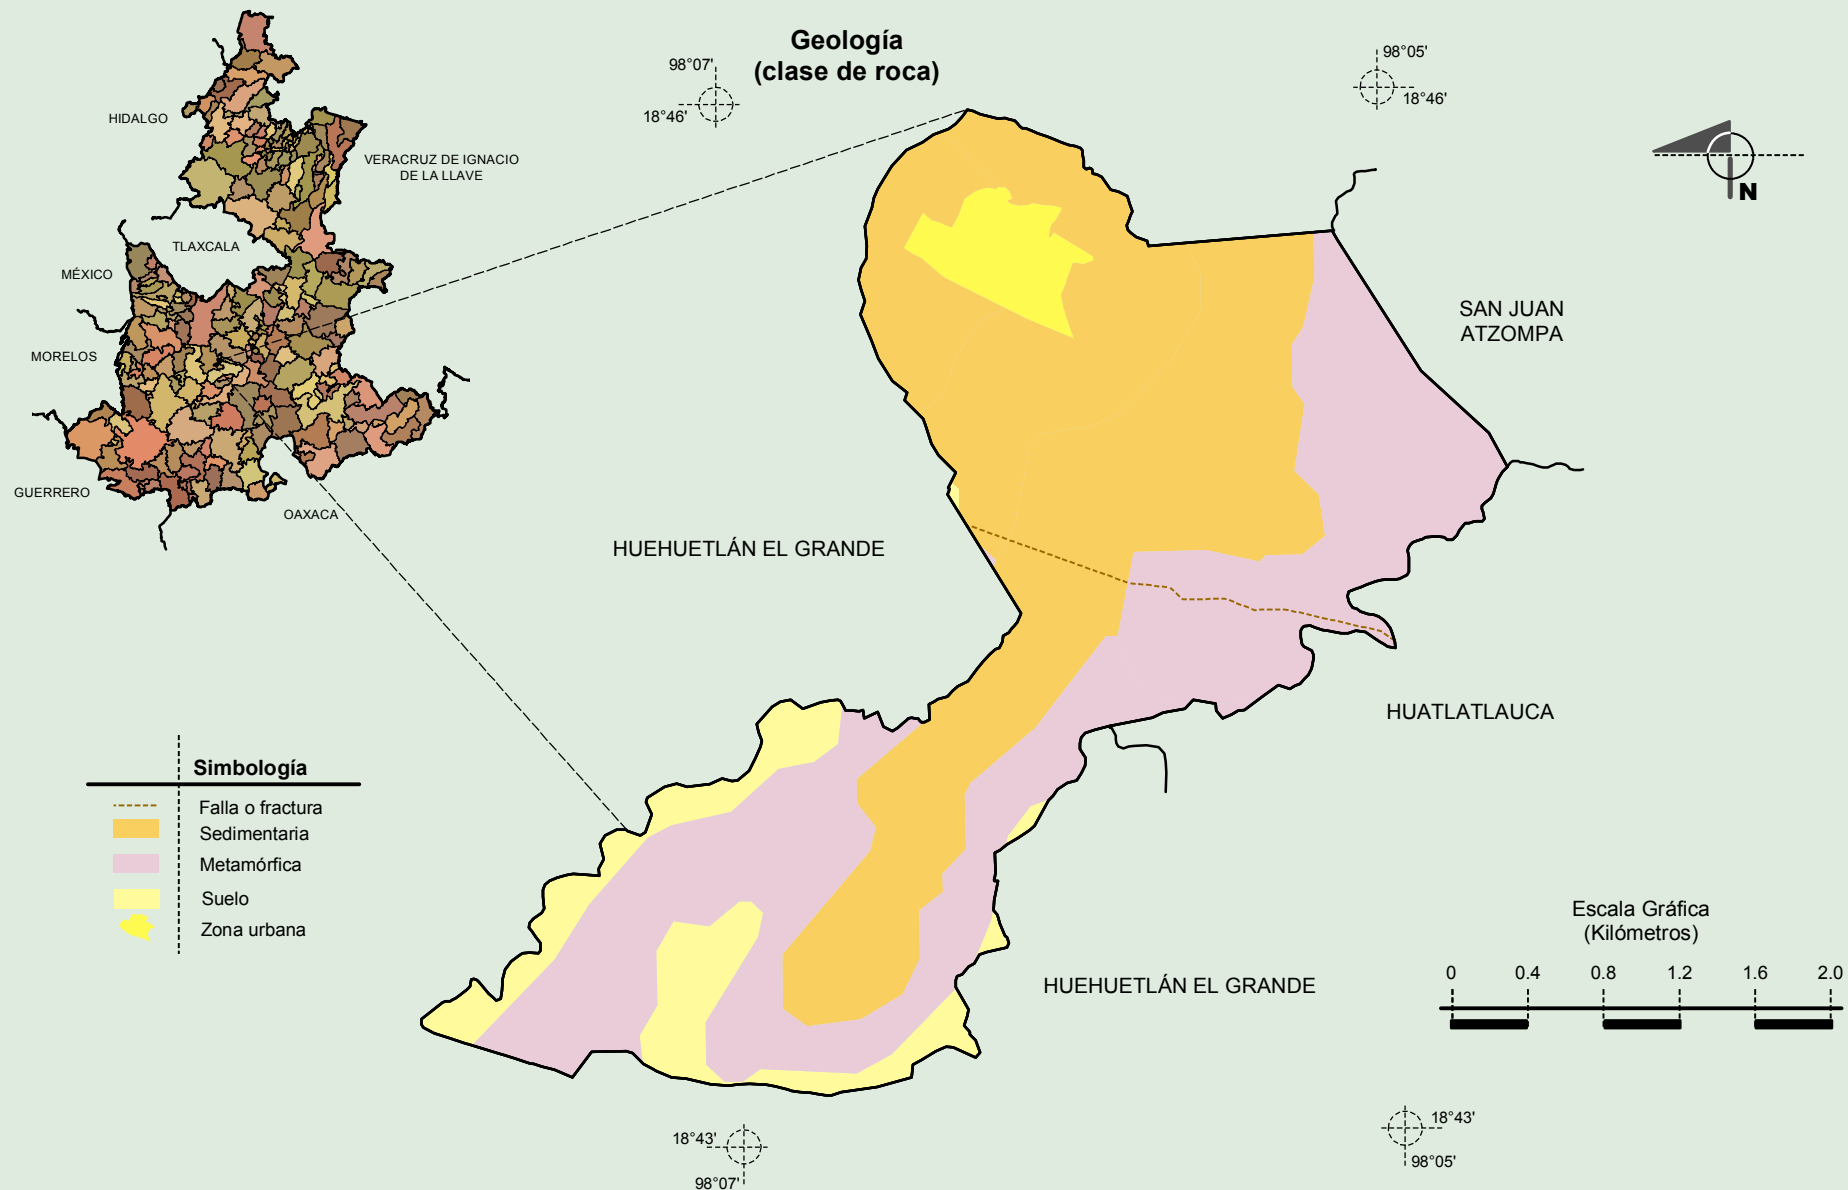 Geología
(clase de roca)
98°07'
18°46'
98°05'
18°46'
N
HIDALGO
VERACRUZ DE IGNACIO
DE LA LLAVE
TLAXCALA
MÉXICO
MORELOS
GUERRERO
OAXACA
SAN JUAN
ATZOMPA
HUEHUETLÁN EL GRANDE
HUATLATLAUCA
HUEHUETLÁN EL GRANDE
Simbología
Falla o fractura
Sedimentaria
Metamórfica
Suelo
Zona urbana
Escala Gráfica
(Kilómetros)
0 0.4 0.8 1.2 1.6 2.0
18°43'
98°07'
18°43'
98°05'